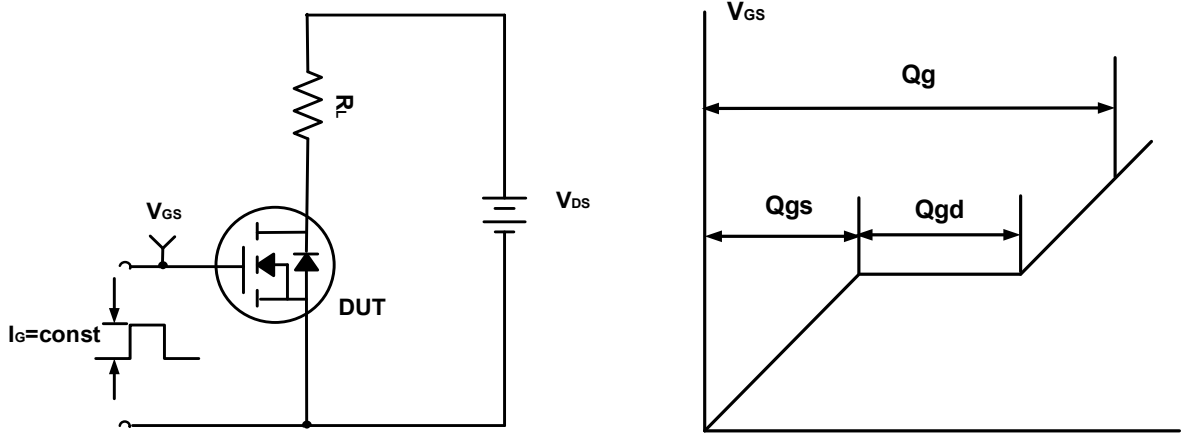 RL
VGS
VDS
DUT
IG=const
VGS
Qg
Qgs
Qgd